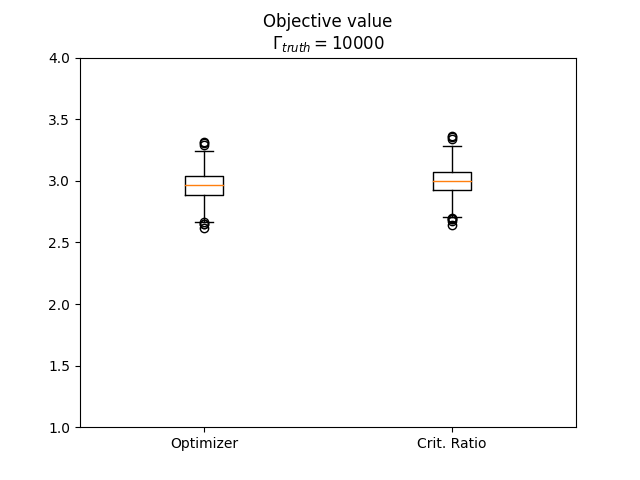 Objective value
Γ_truth = 10000
4.0
3.5
3.0
2.5
2.0
1.5
1.0
Optimizer
Crit. Ratio